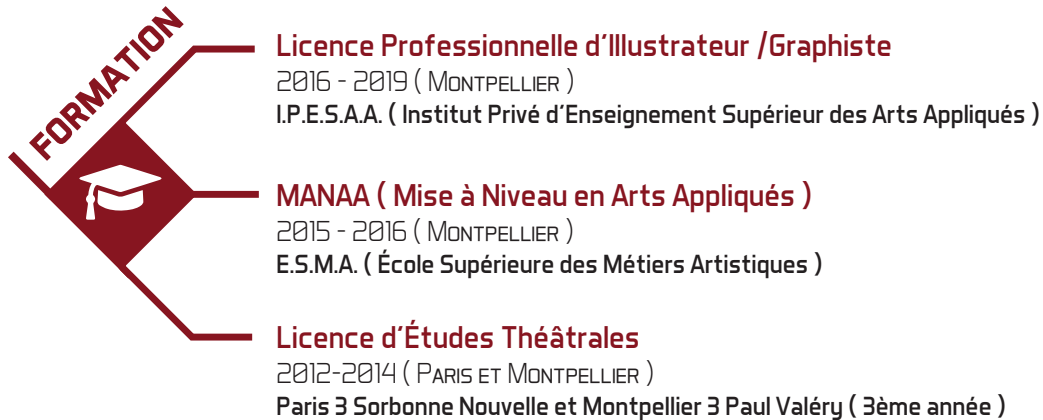 FORMATION
Licence Professionnelle d'Illustrateur /Graphiste
2016 - 2019 ( Montpellier )
I.P.E.S.A.A. ( Institut Privé d'Enseignement Supérieur des Arts Appliqués )
MANAA ( Mise à Niveau en Arts Appliqués )
2015 - 2016 ( Montpellier )
E.S.M.A. ( École Supérieure des Métiers Artistiques )
Licence d'Études Théâtrales
2012-2014 ( Paris et Montpellier )
Paris 3 Sorbonne Nouvelle et Montpellier 3 Paul Valéry ( 3ème année )